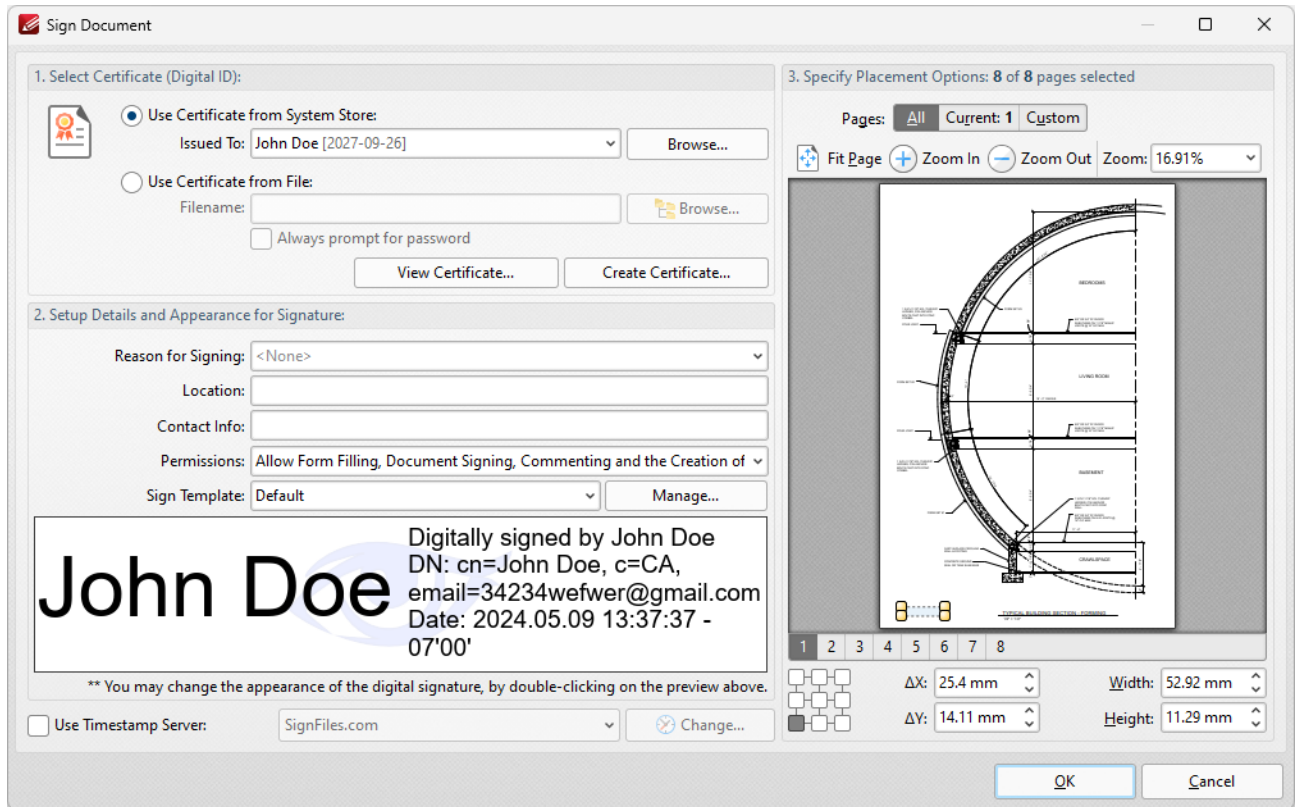 Sign Document
1. Select Certificate (Digital ID):
Use Certificate from System Store:
Issued To: John Doe [2027-09-26] Browse...
Use Certificate from File:
Filename: Browse...
Always prompt for password
View Certificate... Create Certificate...
2. Setup Details and Appearance for Signature:
Reason for Signing: <None>
Location:
Contact Info:
Permissions: Allow Form Filling, Document Signing, Commenting and the Creation of
Sign Template: Default Manage...
John Doe
Digitally signed by John Doe
DN: cn=John Doe, c=CA,
email=34234wefwer@gmail.com
Date: 2024.05.09 13:37:37 -
07'00'
** You may change the appearance of the digital signature, by double-clicking on the preview above.
Use Timestamp Server: SignFiles.com Change...
3. Specify Placement Options: 8 of 8 pages selected
Pages: All Current: 1 Custom
Fit Page Zoom In Zoom Out Zoom: 16.91%
BEDROOMS
LIVING ROOM
BASEMENT
CRAWLSPACE
TYPICAL BUILDING SECTION - FORMING
1 2 3 4 5 6 7 8
ΔX: 25.4 mm Width: 52.92 mm
ΔY: 14.11 mm Height: 11.29 mm
OK Cancel